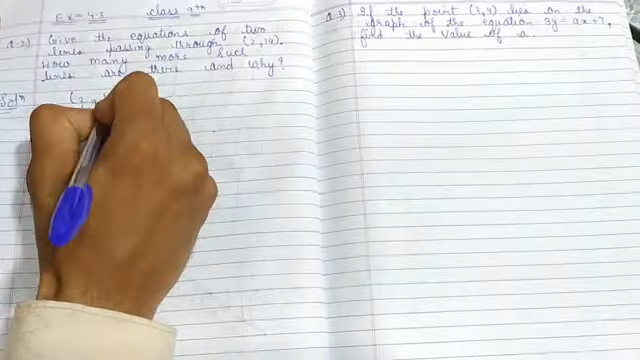 Ex = 4.3 class 9th
Q-2) Give the equations of two
lines passing through (2,14).
How many more such
lines are there and why?
Soln
Q-3) If the point (3,4) lies on the
graph of the equation 3y = ax+7,
find the value of a.